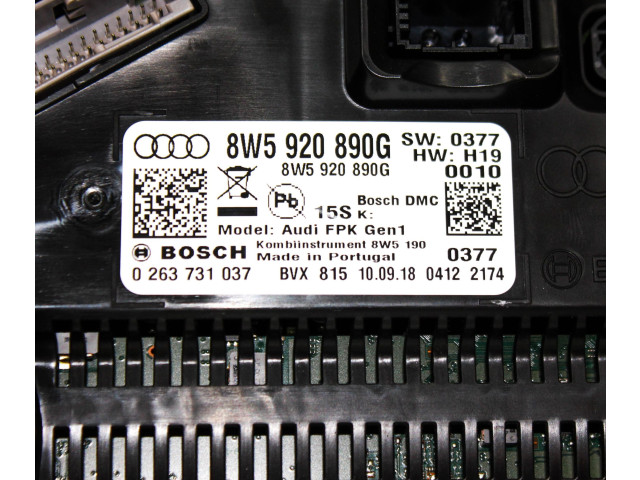 8W5 920 890G SW: 0377
HW: H19
8W5 920 890G 0010
Pb 15S Bosch DMC
K:
Model: Audi FPK Gen1
BOSCH Kombiinstrument 8W5 190
Made in Portugal 0377
0 263 731 037 BVX 815 10.09.18 0412 2174